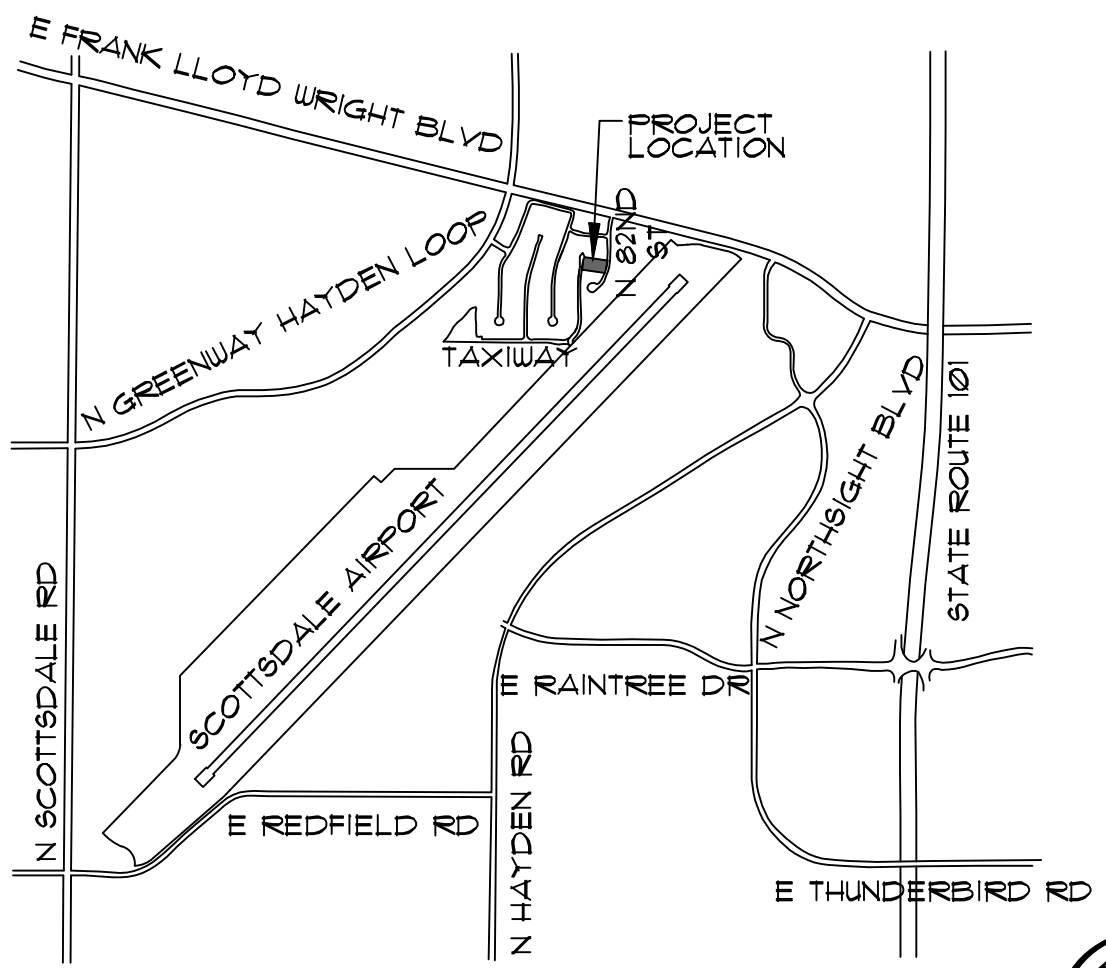 E FRANK LLOYD WRIGHT BLVD
PROJECT
LOCATION
N 82ND
ST
N GREENWAY HAYDEN LOOP
TAXIWAY
N NORTHSIGHT BLVD
STATE ROUTE 101
SCOTTSDALE AIRPORT
N SCOTTSDALE RD
E RAINTREE DR
N HAYDEN RD
E REDFIELD RD
E THUNDERBIRD RD